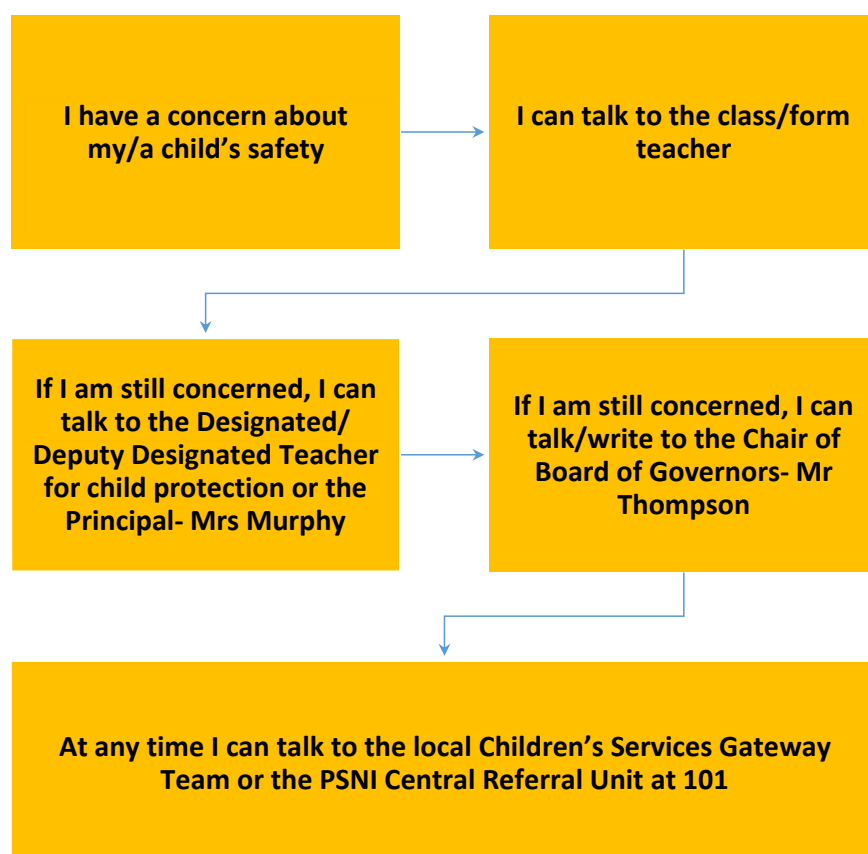 I have a concern about
my/a child’s safety
I can talk to the class/form
teacher
If I am still concerned, I can
talk to the Designated/
Deputy Designated Teacher
for child protection or the
Principal- Mrs Murphy
If I am still concerned, I can
talk/write to the Chair of
Board of Governors- Mr
Thompson
At any time I can talk to the local Children’s Services Gateway
Team or the PSNI Central Referral Unit at 101